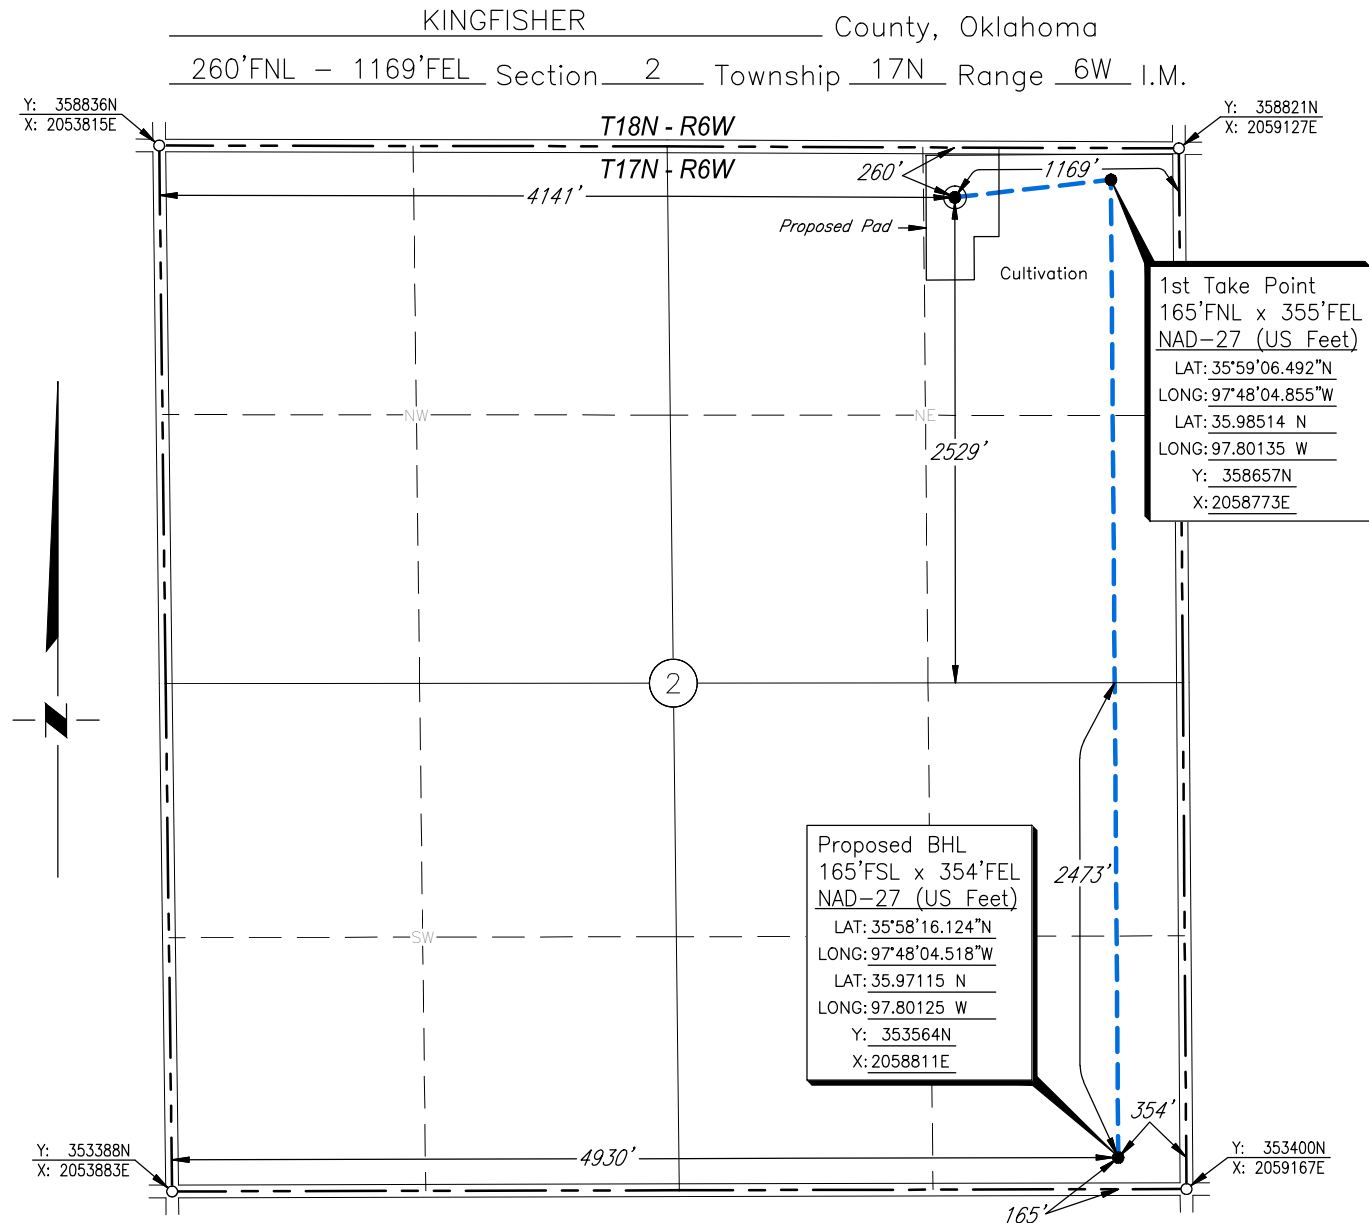 KINGFISHER County, Oklahoma
260'FNL - 1169'FEL Section 2 Township 17N Range 6W I.M.
Y: 358836N
X: 2053815E
Y: 358821N
X: 2059127E
T18N - R6W
T17N - R6W
260'
1169'
4141'
Proposed Pad
Cultivation
1st Take Point
165'FNL x 355'FEL
NAD-27 (US Feet)
LAT: 35°59'06.492"N
LONG: 97°48'04.855"W
LAT: 35.98514 N
LONG: 97.80135 W
Y: 358657N
X: 2058773E
NW
NE
2529'
2
N
Proposed BHL
165'FSL x 354'FEL
NAD-27 (US Feet)
LAT: 35°58'16.124"N
LONG: 97°48'04.518"W
LAT: 35.97115 N
LONG: 97.80125 W
Y: 353564N
X: 2058811E
2473'
SW
354'
4930'
Y: 353388N
X: 2053883E
Y: 353400N
X: 2059167E
165'